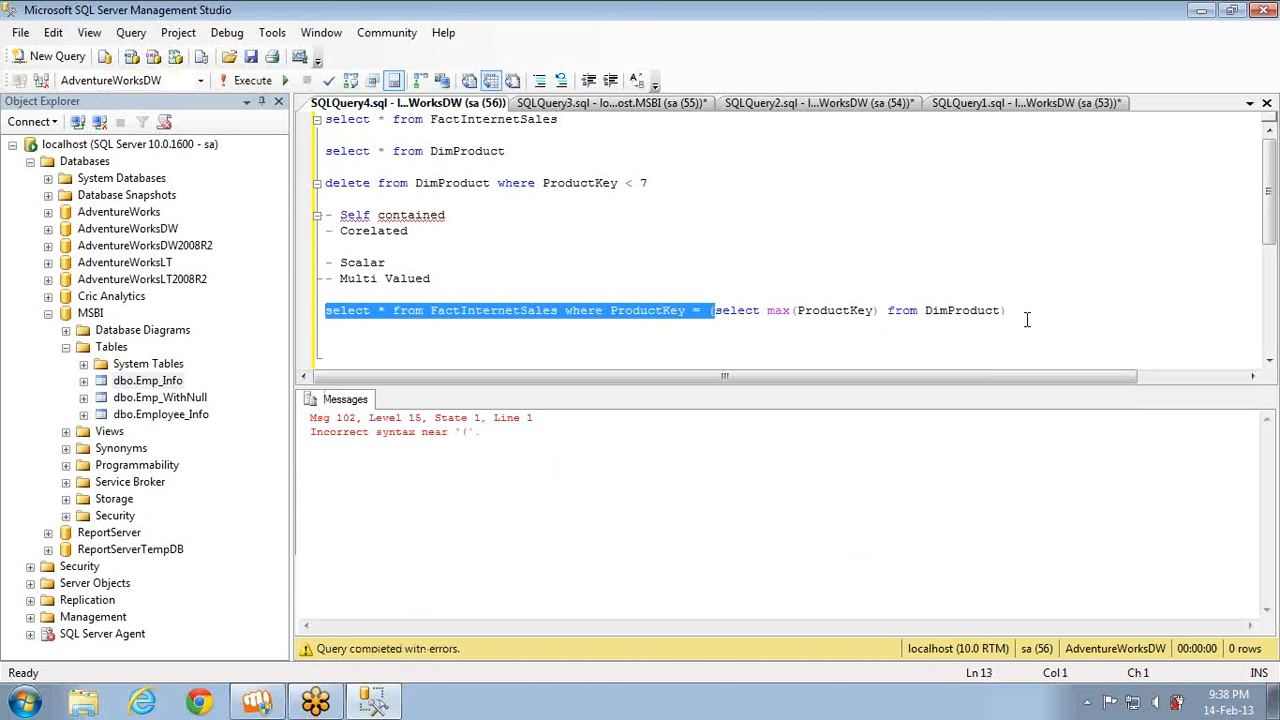 Microsoft SQL Server Management Studio
File Edit View Query Project Debug Tools Window Community Help
New Query
AdventureWorksDW Execute
Object Explorer
SQLQuery4.sql - l...WorksDW (sa (56)) SQLQuery3.sql - lo...ost.MSBI (sa (55))* SQLQuery2.sql - l...WorksDW (sa (54))* SQLQuery1.sql - l...WorksDW (sa (53))*
Connect
localhost (SQL Server 10.0.1600 - sa)
Databases
System Databases
Database Snapshots
AdventureWorks
AdventureWorksDW
AdventureWorksDW2008R2
AdventureWorksLT
AdventureWorksLT2008R2
Cric Analytics
MSBI
Database Diagrams
Tables
System Tables
dbo.Emp_Info
dbo.Emp_WithNull
dbo.Employee_Info
Views
Synonyms
Programmability
Service Broker
Storage
Security
ReportServer
ReportServerTempDB
Security
Server Objects
Replication
Management
SQL Server Agent
select * from FactInternetSales
select * from DimProduct
delete from DimProduct where ProductKey < 7
- Self contained
- Corelated
- Scalar
-- Multi Valued
select * from FactInternetSales where ProductKey = (select max(ProductKey) from DimProduct)
Messages
Msg 102, Level 15, State 1, Line 1
Incorrect syntax near '('.
Query completed with errors. localhost (10.0 RTM) sa (56) AdventureWorksDW 00:00:00 0 rows
Ready Ln 13 Col 1 Ch 1 INS
9:38 PM
14-Feb-13